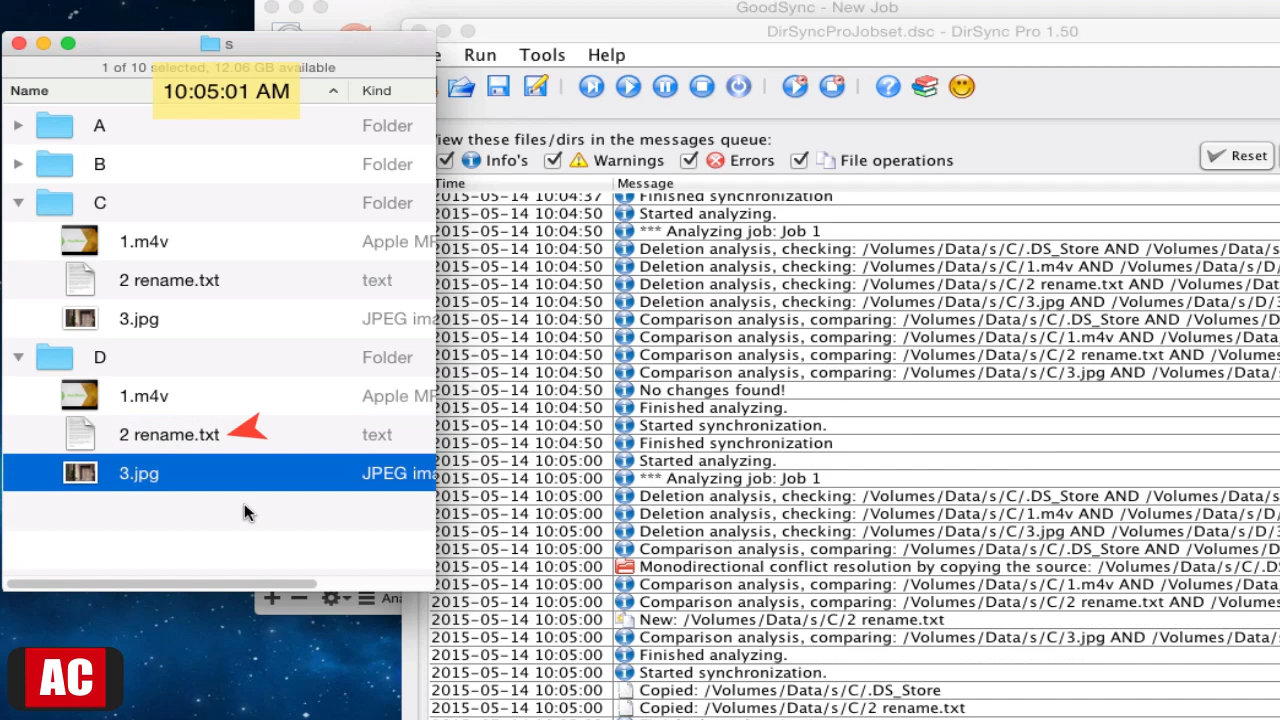 GoodSync - New Job
DirSyncProJobset.dsc - DirSync Pro 1.50
s
1 of 10 selected, 12.06 GB available
10:05:01 AM
Name
Kind
A
Folder
B
Folder
C
Folder
1.m4v
Apple MP
2 rename.txt
text
3.jpg
JPEG ima
D
Folder
1.m4v
Apple MP
2 rename.txt
text
3.jpg
JPEG ima
e Run Tools Help
View these files/dirs in the messages queue:
Info's Warnings Errors File operations
Reset
Time Message
2015-05-14 10:04:37 Finished synchronization
2015-05-14 10:04:50 Started analyzing.
2015-05-14 10:04:50 *** Analyzing job: Job 1
2015-05-14 10:04:50 Deletion analysis, checking: /Volumes/Data/s/C/.DS_Store AND /Volumes/Data/s
2015-05-14 10:04:50 Deletion analysis, checking: /Volumes/Data/s/C/1.m4v AND /Volumes/Data/s/D/
2015-05-14 10:04:50 Deletion analysis, checking: /Volumes/Data/s/C/2 rename.txt AND /Volumes/Dat
2015-05-14 10:04:50 Deletion analysis, checking: /Volumes/Data/s/C/3.jpg AND /Volumes/Data/s/D/3
2015-05-14 10:04:50 Comparison analysis, comparing: /Volumes/Data/s/C/.DS_Store AND /Volumes/D
2015-05-14 10:04:50 Comparison analysis, comparing: /Volumes/Data/s/C/1.m4v AND /Volumes/Data
2015-05-14 10:04:50 Comparison analysis, comparing: /Volumes/Data/s/C/2 rename.txt AND /Volumes
2015-05-14 10:04:50 Comparison analysis, comparing: /Volumes/Data/s/C/3.jpg AND /Volumes/Data/
2015-05-14 10:04:50 No changes found!
2015-05-14 10:04:50 Finished analyzing.
2015-05-14 10:04:50 Started synchronization.
2015-05-14 10:04:50 Finished synchronization
2015-05-14 10:05:00 Started analyzing.
2015-05-14 10:05:00 *** Analyzing job: Job 1
2015-05-14 10:05:00 Deletion analysis, checking: /Volumes/Data/s/C/.DS_Store AND /Volumes/Data/s
2015-05-14 10:05:00 Deletion analysis, checking: /Volumes/Data/s/C/1.m4v AND /Volumes/Data/s/D/
2015-05-14 10:05:00 Deletion analysis, checking: /Volumes/Data/s/C/3.jpg AND /Volumes/Data/s/D/3
2015-05-14 10:05:00 Comparison analysis, comparing: /Volumes/Data/s/C/.DS_Store AND /Volumes/D
2015-05-14 10:05:00 Monodirectional conflict resolution by copying the source: /Volumes/Data/s/C/.DS
2015-05-14 10:05:00 Comparison analysis, comparing: /Volumes/Data/s/C/1.m4v AND /Volumes/Data
2015-05-14 10:05:00 Comparison analysis, comparing: /Volumes/Data/s/C/2 rename.txt AND /Volumes
2015-05-14 10:05:00 New: /Volumes/Data/s/C/2 rename.txt
2015-05-14 10:05:00 Comparison analysis, comparing: /Volumes/Data/s/C/3.jpg AND /Volumes/Data/
2015-05-14 10:05:00 Finished analyzing.
2015-05-14 10:05:00 Started synchronization.
2015-05-14 10:05:00 Copied: /Volumes/Data/s/C/.DS_Store
2015-05-14 10:05:00 Copied: /Volumes/Data/s/C/2 rename.txt
Ana
AC